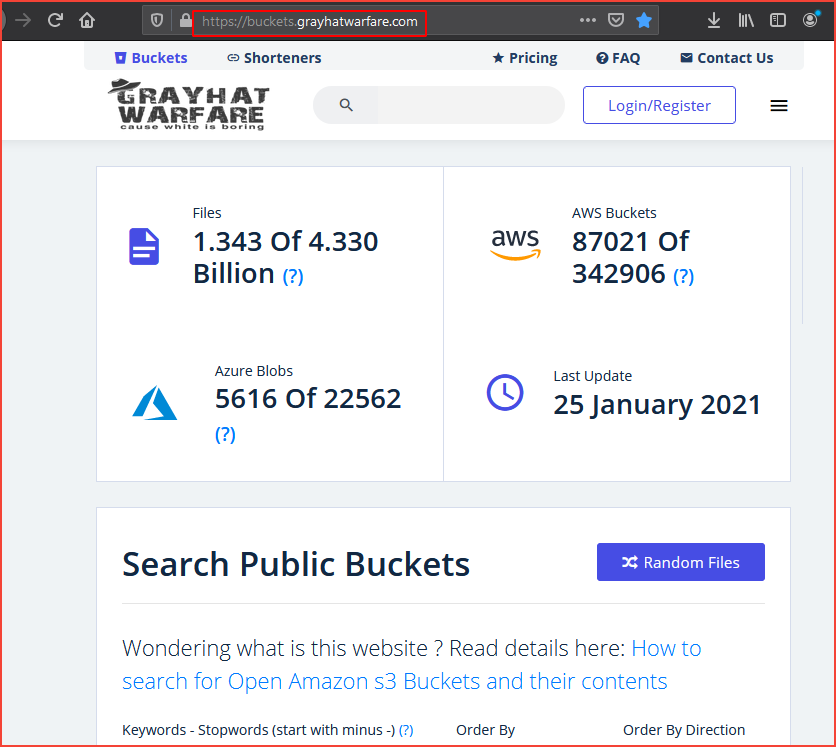 https://buckets.grayhatwarfare.com
Buckets Shorteners Pricing FAQ Contact Us
GRAYHAT
WARFARE
cause white is boring
Login/Register
Files
1.343 Of 4.330
Billion (?)
aws
AWS Buckets
87021 Of
342906 (?)
Azure Blobs
5616 Of 22562
(?)
Last Update
25 January 2021
Search Public Buckets
Random Files
Wondering what is this website ? Read details here: How to
search for Open Amazon s3 Buckets and their contents
Keywords - Stopwords (start with minus -) (?) Order By Order By Direction